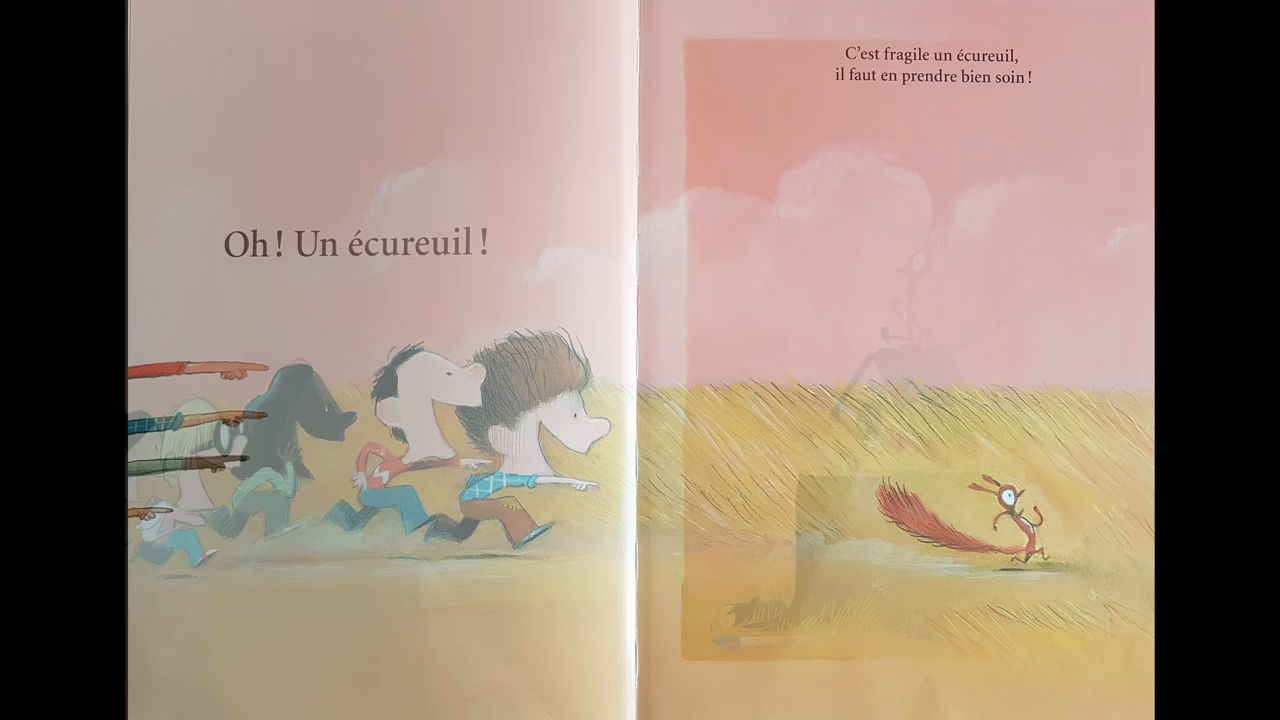 Oh ! Un écureuil !
C'est fragile un écureuil,
il faut en prendre bien soin !